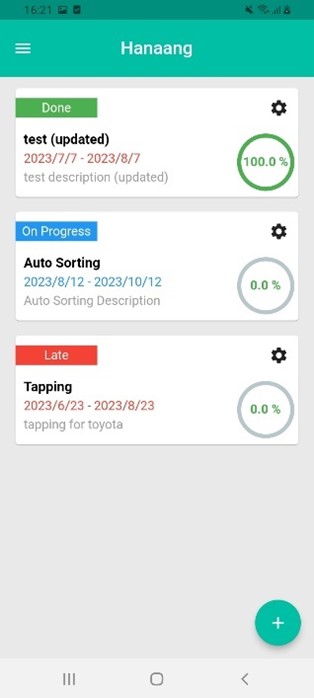 16:21
Hanaang
Done
test (updated)
2023/7/7 - 2023/8/7
test description (updated)
100.0 %
On Progress
Auto Sorting
2023/8/12 - 2023/10/12
Auto Sorting Description
0.0 %
Late
Tapping
2023/6/23 - 2023/8/23
tapping for toyota
0.0 %
+